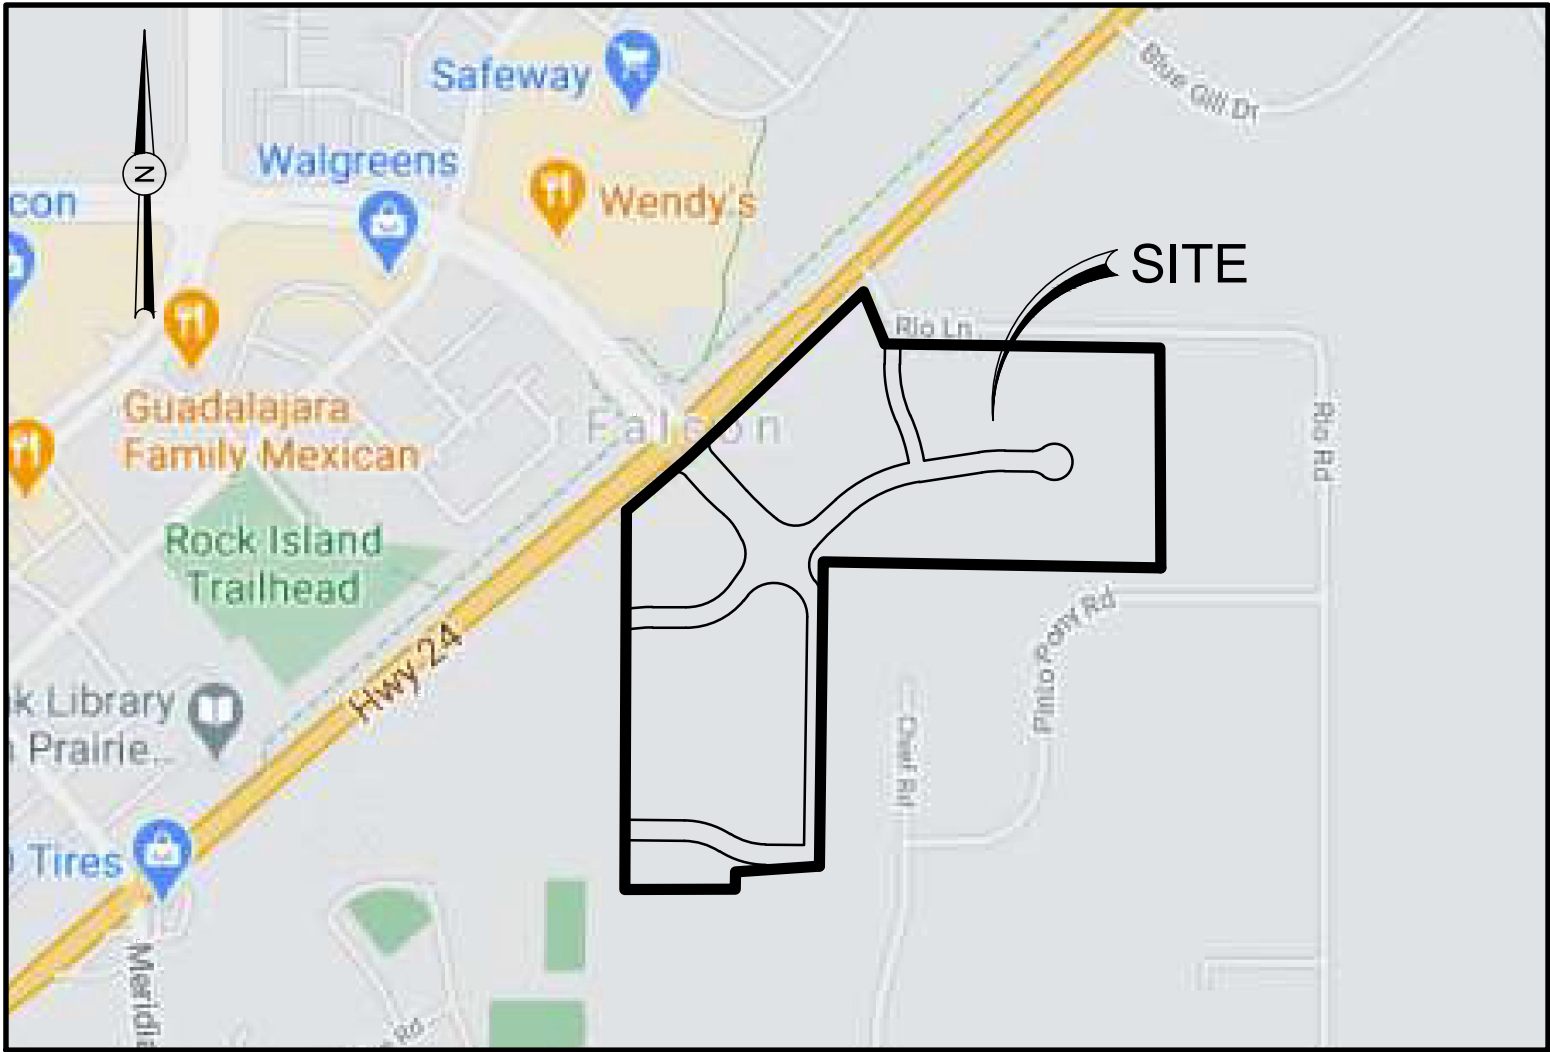 Safeway
Blue Gill Dr
Walgreens
N
con
Wendy's
SITE
Rio Ln
Guadalajara
Family Mexican
Falcon
Rio Rd
Rock Island
Trailhead
Pinto Pony Rd
Hwy 24
k Library
Prairie...
Chief Rd
Tires
Meridia
Rd